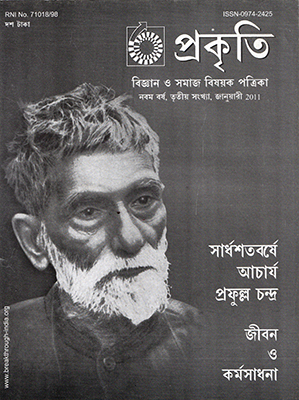 RNI No. 71018/98
ISSN-0974-2425
দশ টাকা
প্রকৃতি
বিজ্ঞান ও সমাজ বিষয়ক পত্রিকা
নবম বর্ষ, তৃতীয় সংখ্যা, জানুয়ারী 2011
সার্ধশতবর্ষে
আচার্য
প্রফুল্ল চন্দ্র
জীবন
ও
কর্মসাধনা
www.breakthrough-india.org